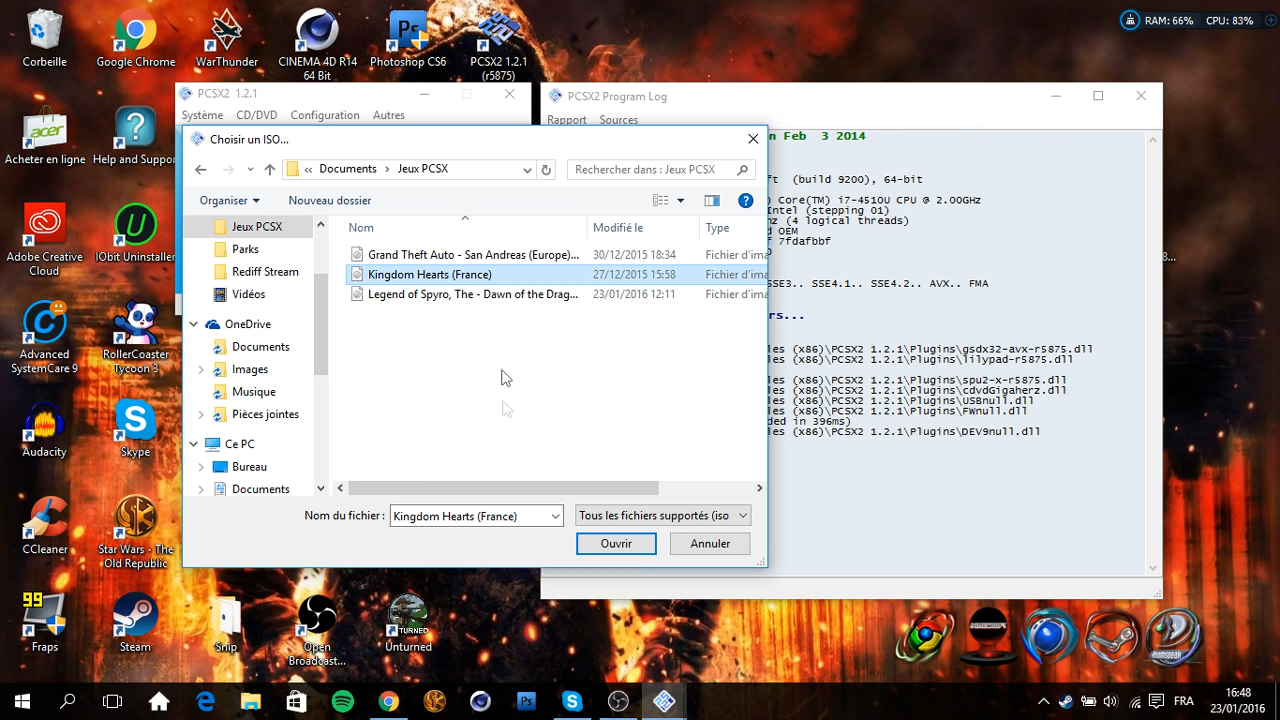 Corbeille
Google Chrome
WarThunder
CINEMA 4D R14
64 Bit
Photoshop CS6
PCSX2 1.2.1
(r5875)
RAM: 66% CPU: 83%
Acheter en ligne
Help and Suppo
Adobe Creative
Cloud
IObit Uninstaller
Advanced
SystemCare 9
RollerCoaster
Tycoon 3
Audacity
Skype
CCleaner
Star Wars - The
Old Republic
99
Fraps
Steam
Snip
Open
Broadcast...
Unturned
PCSX2 1.2.1
Système CD/DVD Configuration Autres
Choisir un ISO...
« Documents › Jeux PCSX
Rechercher dans : Jeux PCSX
Organiser Nouveau dossier
Jeux PCSX
Parks
Rediff Stream
Vidéos
OneDrive
Documents
Images
Musique
Pièces jointes
Ce PC
Bureau
Documents
Nom Modifié le Type
Grand Theft Auto - San Andreas (Europe)... 30/12/2015 18:34 Fichier d'ima
Kingdom Hearts (France) 27/12/2015 15:58 Fichier d'ima
Legend of Spyro, The - Dawn of the Drag... 23/01/2016 12:11 Fichier d'ima
Nom du fichier : Kingdom Hearts (France) Tous les fichiers supportés (iso
Ouvrir Annuler
PCSX2 Program Log
Rapport Sources
n Feb 3 2014
ft (build 9200), 64-bit
Core(TM) i7-4510U CPU @ 2.00GHz
Intel (stepping 01)
hz (4 logical threads)
d OEM
f 7fdafbbf
SSE3.. SSE4.1.. SSE4.2.. AVX.. FMA
rs...
les (x86)\PCSX2 1.2.1\Plugins\gsdx32-avx-r5875.dll
les (x86)\PCSX2 1.2.1\Plugins\lilypad-r5875.dll
les (x86)\PCSX2 1.2.1\Plugins\spu2-x-r5875.dll
les (x86)\PCSX2 1.2.1\Plugins\cdvdGigaherz.dll
les (x86)\PCSX2 1.2.1\Plugins\USBnull.dll
les (x86)\PCSX2 1.2.1\Plugins\FWnull.dll
ded in 396ms)
les (x86)\PCSX2 1.2.1\Plugins\DEV9null.dll
8...
FRA
16:48
23/01/2016